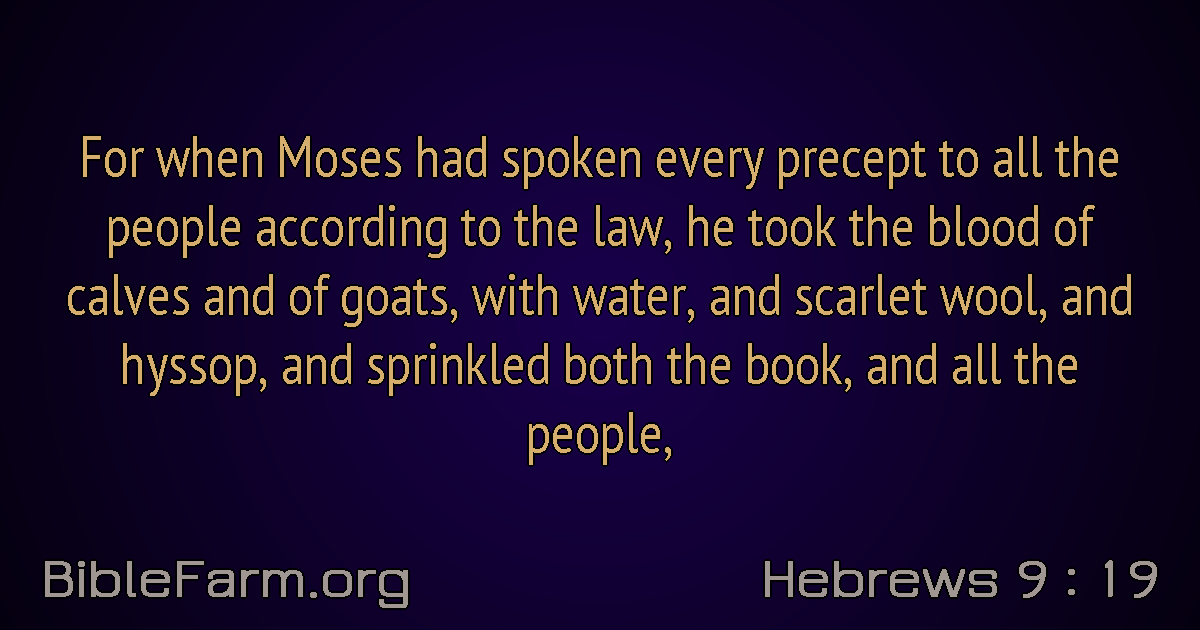 For when Moses had spoken every precept to all the
people according to the law, he took the blood of
calves and of goats, with water, and scarlet wool, and
hyssop, and sprinkled both the book, and all the
people,
BibleFarm.org
Hebrews 9 : 19